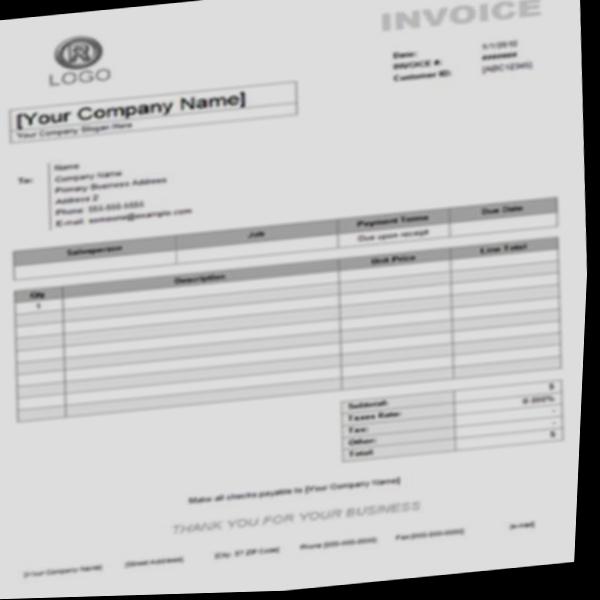 INVOICE
LOGO
Date: 1/1/2012
INVOICE #: #######
Customer ID: [ABC12345]
[Your Company Name]
Your Company Slogan Here
To:
Name
Company Name
Primary Business Address
Address 2
Phone: 555-555-5555
E-mail: someone@example.com
Salesperson Job Payment Terms Due Date
Due upon receipt
Qty Description Unit Price Line Total
1
Subtotal: $
Taxes Rate: 0.000%
Tax: -
Other: -
Total: $
Make all checks payable to [Your Company Name]
THANK YOU FOR YOUR BUSINESS
[Your Company Name] [Street Address] [City, ST ZIP Code] Phone [000-000-0000] Fax [000-000-0000] [e-mail]